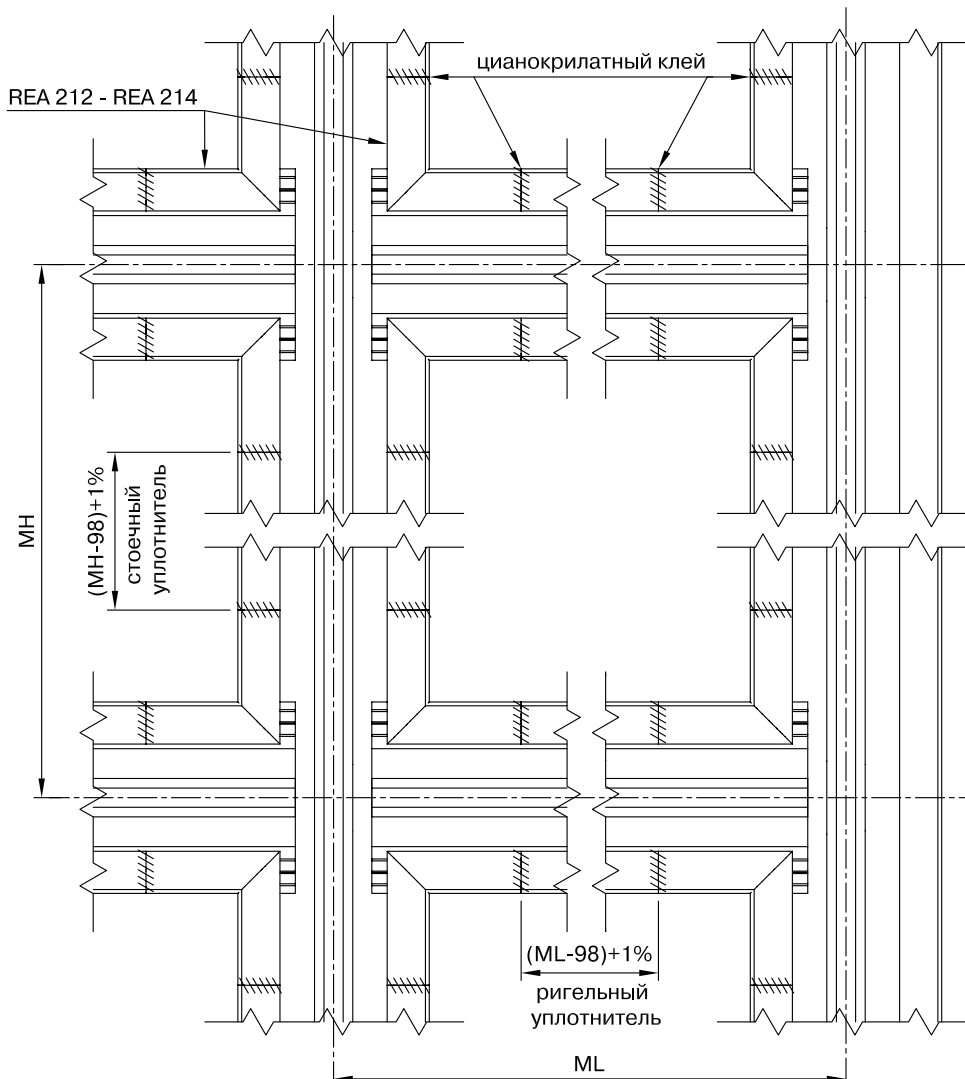 цианокрилатный клей
REA 212 - REA 214
MH
(MH-98)+1%
стоечный
уплотнитель
(ML-98)+1%
ригельный
уплотнитель
ML